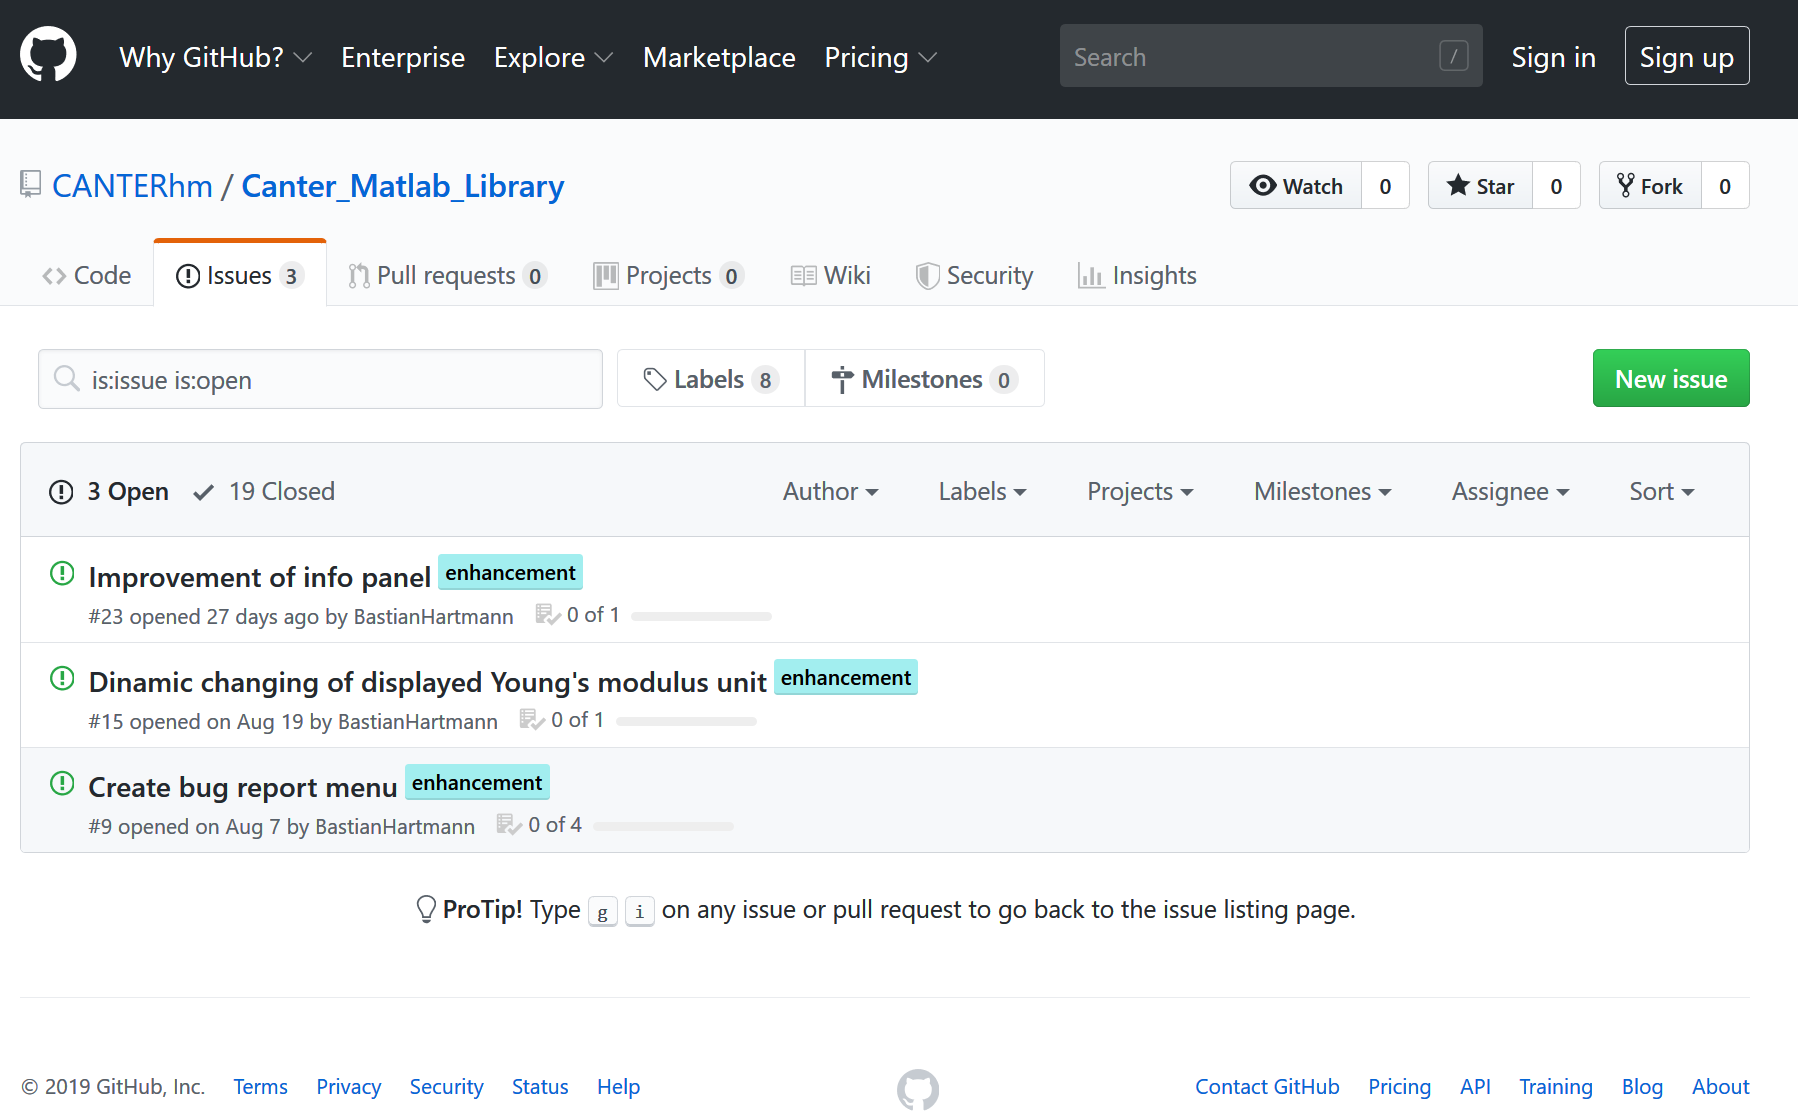 Why GitHub? Enterprise Explore Marketplace Pricing Search / Sign in Sign up
CANTERhm / Canter_Matlab_Library Watch 0 Star 0 Fork 0
Code Issues 3 Pull requests 0 Projects 0 Wiki Security Insights
is:issue is:open Labels 8 Milestones 0 New issue
3 Open 19 Closed Author Labels Projects Milestones Assignee Sort
Improvement of info panel enhancement
#23 opened 27 days ago by BastianHartmann 0 of 1
Dinamic changing of displayed Young's modulus unit enhancement
#15 opened on Aug 19 by BastianHartmann 0 of 1
Create bug report menu enhancement
#9 opened on Aug 7 by BastianHartmann 0 of 4
ProTip! Type g i on any issue or pull request to go back to the issue listing page.
© 2019 GitHub, Inc. Terms Privacy Security Status Help Contact GitHub Pricing API Training Blog About